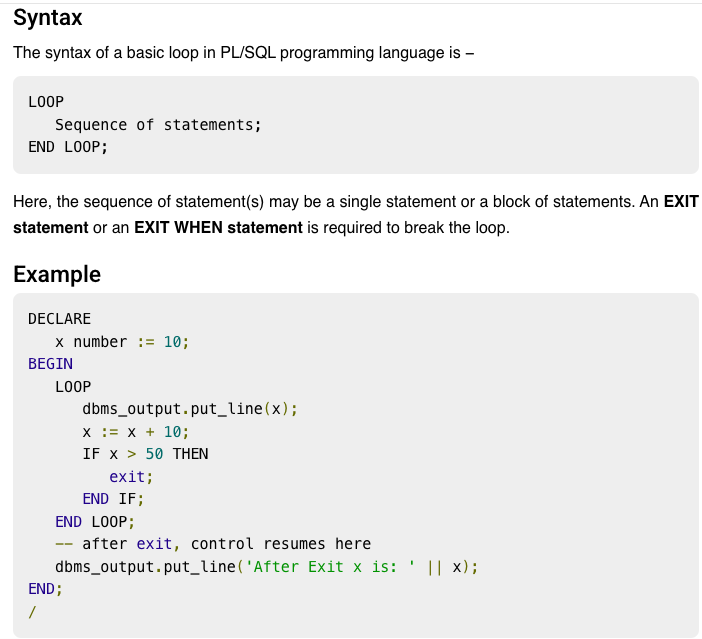 Syntax
The syntax of a basic loop in PL/SQL programming language is –
LOOP
   Sequence of statements;
END LOOP;
Here, the sequence of statement(s) may be a single statement or a block of statements. An EXIT
statement or an EXIT WHEN statement is required to break the loop.
Example
DECLARE
   x number := 10;
BEGIN
   LOOP
      dbms_output.put_line(x);
      x := x + 10;
      IF x > 50 THEN
         exit;
      END IF;
   END LOOP;
   -- after exit, control resumes here
   dbms_output.put_line('After Exit x is: ' || x);
END;
/